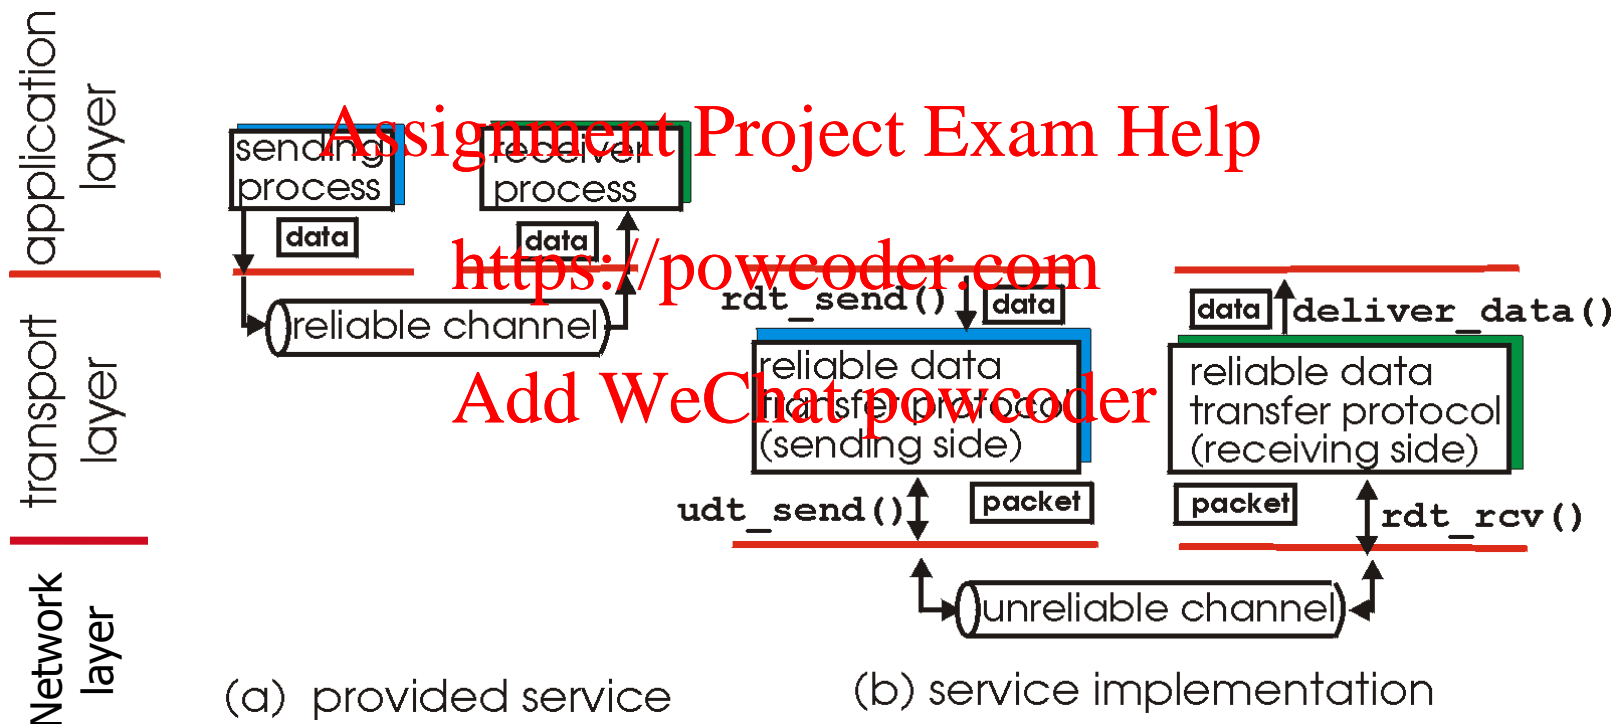 application
layer
transport
layer
Network
layer
Assignment Project Exam Help
sending
process
receiver
process
data
data
https://powcoder.com
reliable channel
rdt_send()
data
data
deliver_data()
Add WeChat powcoder
reliable data
transfer protocol
(sending side)
reliable data
transfer protocol
(receiving side)
udt_send()
packet
packet
rdt_rcv()
unreliable channel
(a) provided service
(b) service implementation